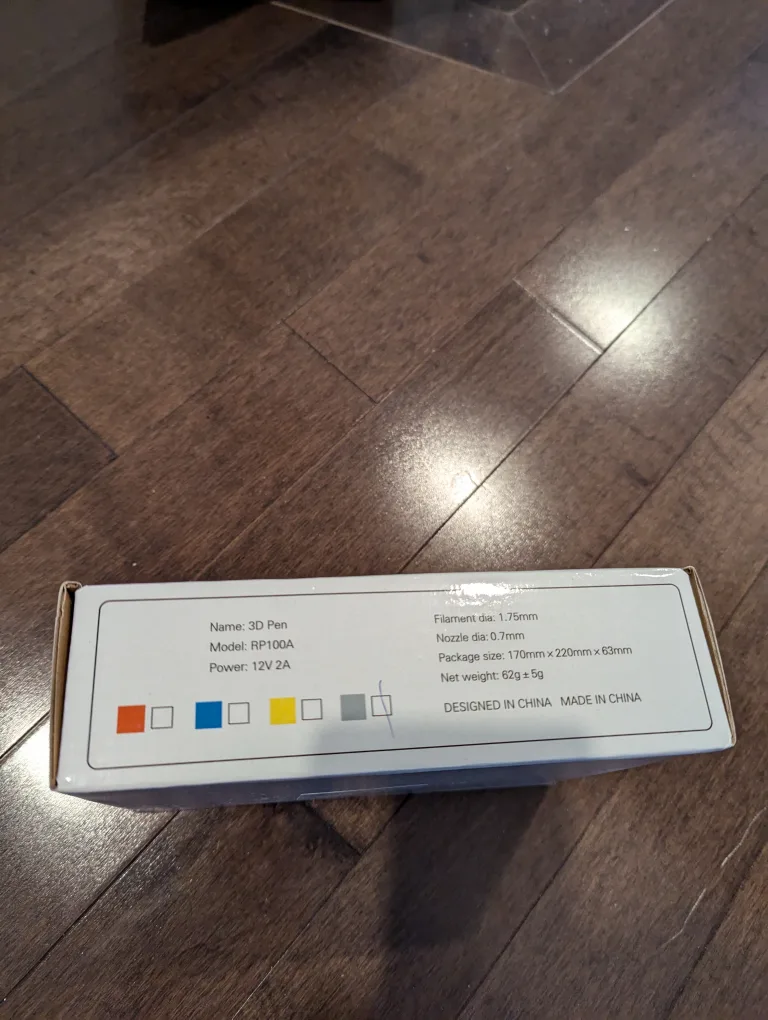 Name: 3D Pen
Model: RP100A
Power: 12V 2A
Filament dia: 1.75mm
Nozzle dia: 0.7mm
Package size: 170mm x 220mm x 63mm
Net weight: 62g ± 5g
DESIGNED IN CHINA MADE IN CHINA